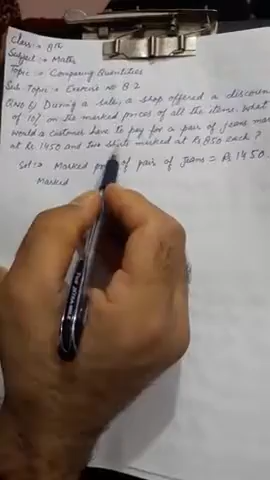 Class :→ 8th
Subject :→ Maths
Topic :→ Comparing Quantities
Sub. Topic :→ Exercise No 8.2
QNo 6) During a sale, a shop offered a discount
of 10% on the marked prices of all the items. What
would a customer have to pay for a pair of jeans
at Rs. 1450 and two shirts marked at Rs 850 each ?
Sol :→ Marked price of pair of jeans = Rs 1450
Marked